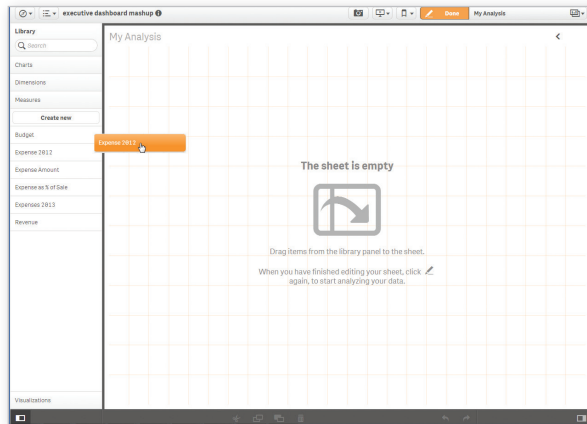 executive dashboard mashup
Done
My Analysis
Library
Search
Charts
Dimensions
Measures
Create new
Budget
Expense 2012
Expense Amount
Expense as % of Sale
Expenses 2013
Revenue
Visualizations
My Analysis
Expense 2012
The sheet is empty
Drag items from the library panel to the sheet.
When you have finished editing your sheet, click
again, to start analyzing your data.